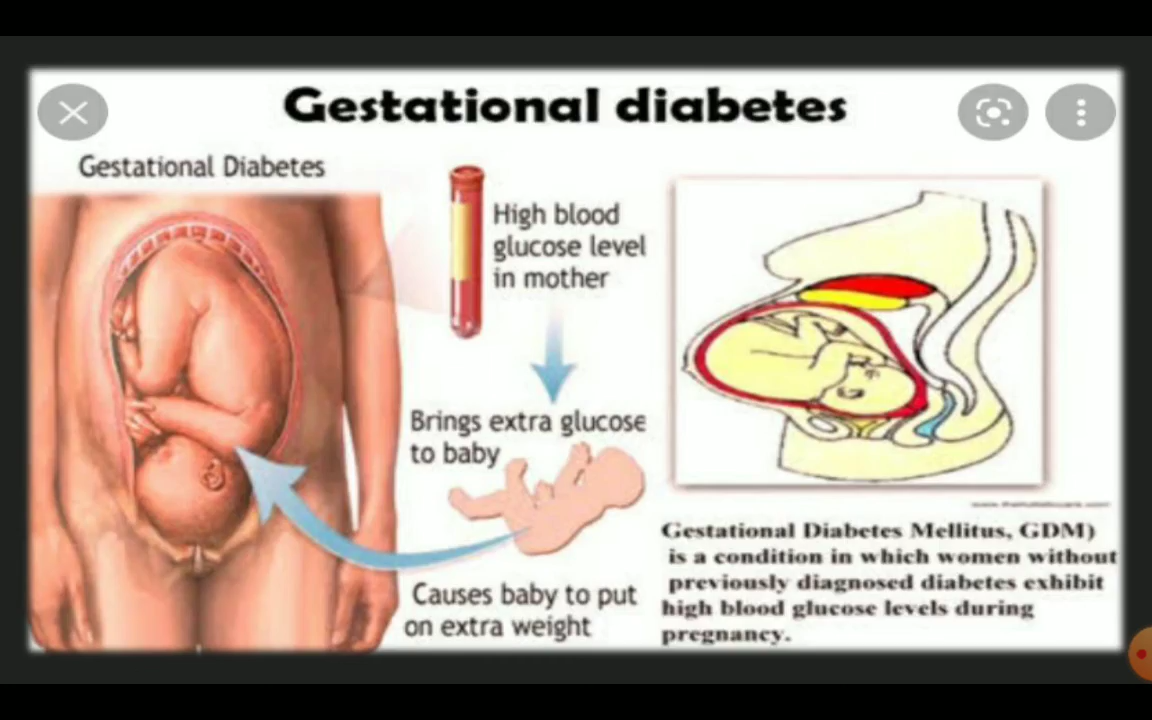 Gestational diabetes
Gestational Diabetes
High blood
glucose level
in mother
Brings extra glucose
to baby
Causes baby to put
on extra weight
Gestational Diabetes Mellitus, GDM)
is a condition in which women without
previously diagnosed diabetes exhibit
high blood glucose levels during
pregnancy.